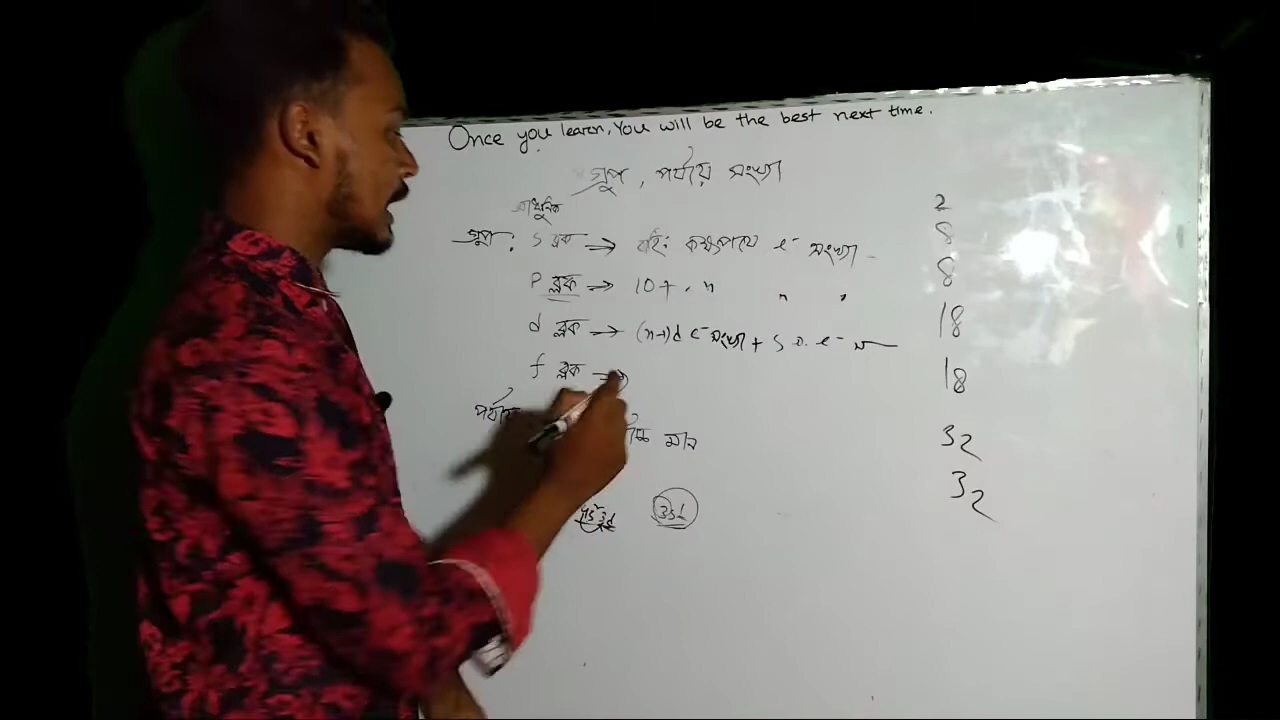 Once you learn, You will be the best next time.
গ্রুপ, পর্যায় সংখ্যা
আধুনিক
গ্রুপ: s ব্লক → বহিঃ কক্ষপথে e⁻ সংখ্যা
p ব্লক → 10 + " " "
d ব্লক → (n-1)d e⁻ সংখ্যা + s e⁻
f ব্লক →
পর্যায় মান
2
8
8
18
18
32
32